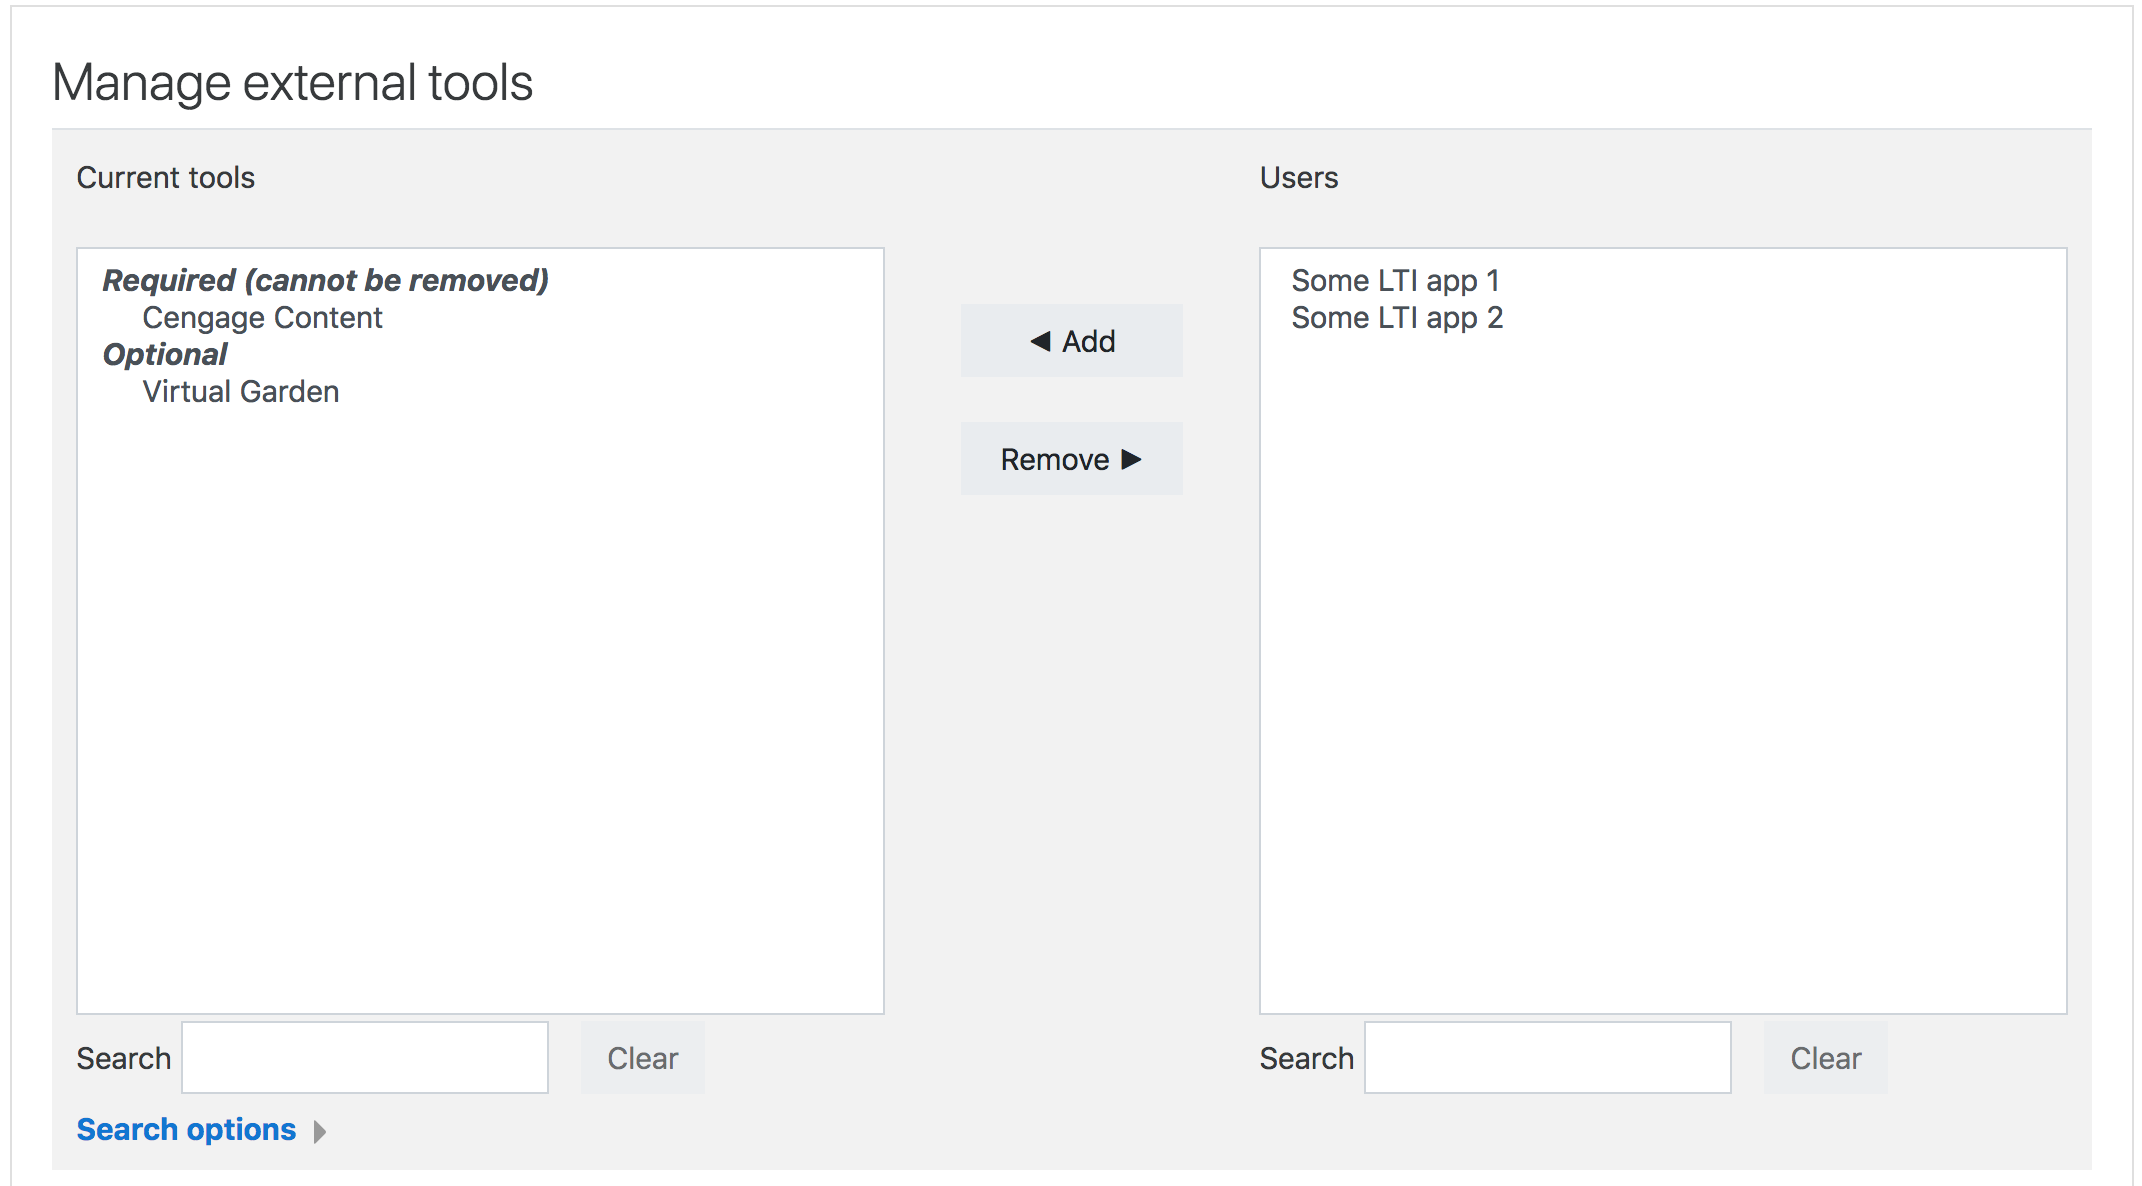 Manage external tools
Current tools
Required (cannot be removed)
Cengage Content
Optional
Virtual Garden
◀ Add
Remove ▶
Users
Some LTI app 1
Some LTI app 2
Search
Clear
Search options
Search
Clear